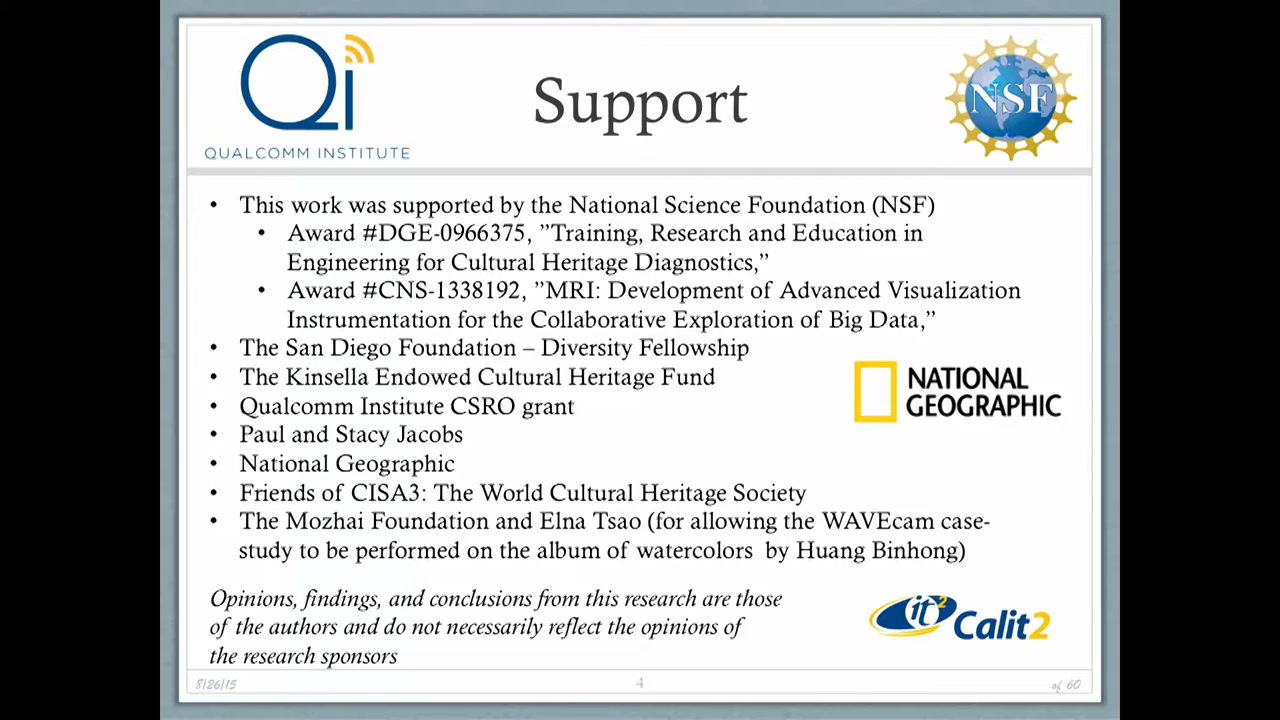 Qi
QUALCOMM INSTITUTE
Support
NSF
• This work was supported by the National Science Foundation (NSF)
• Award #DGE-0966375, ”Training, Research and Education in
Engineering for Cultural Heritage Diagnostics,”
• Award #CNS-1338192, ”MRI: Development of Advanced Visualization
Instrumentation for the Collaborative Exploration of Big Data,”
• The San Diego Foundation – Diversity Fellowship
• The Kinsella Endowed Cultural Heritage Fund
• Qualcomm Institute CSRO grant
• Paul and Stacy Jacobs
• National Geographic
• Friends of CISA3: The World Cultural Heritage Society
• The Mozhai Foundation and Elna Tsao (for allowing the WAVEcam case-
study to be performed on the album of watercolors by Huang Binhong)
NATIONAL
GEOGRAPHIC
Opinions, findings, and conclusions from this research are those
of the authors and do not necessarily reflect the opinions of
the research sponsors
it2 Calit2
8/26/15
4
of 60